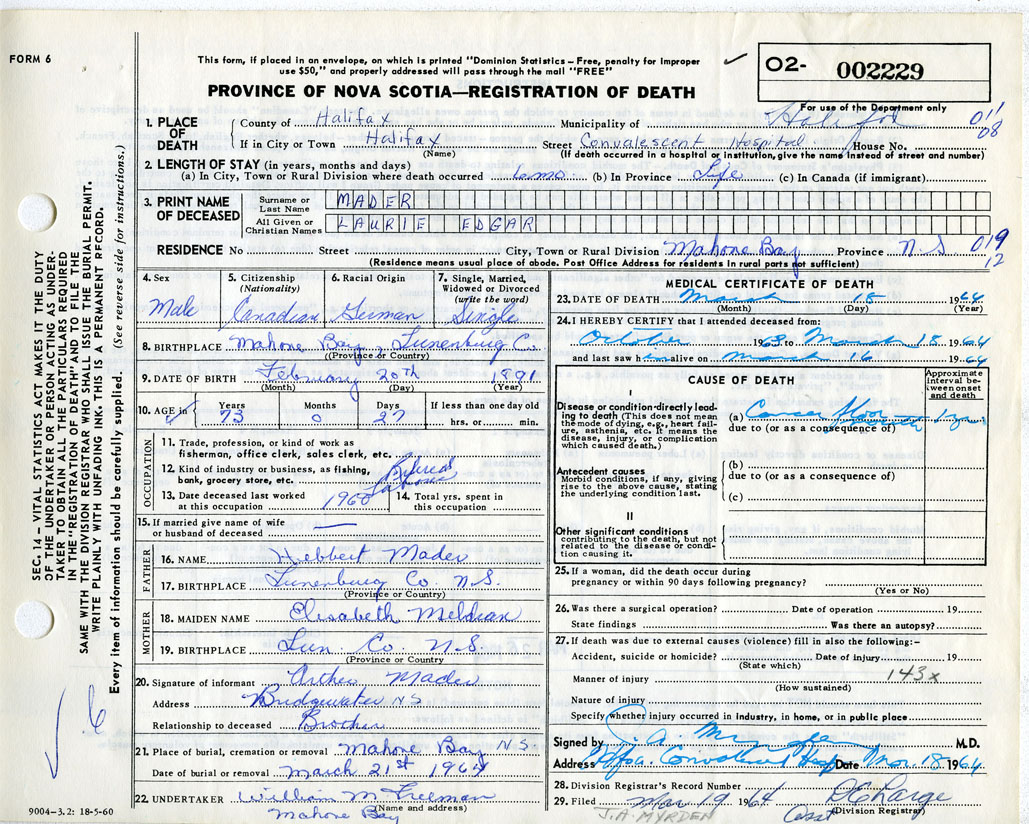 FORM 6
This form, if placed in an envelope, on which is printed "Dominion Statistics – Free, penalty for improper
use $50," and properly addressed will pass through the mail "FREE"
O2- 002229
PROVINCE OF NOVA SCOTIA—REGISTRATION OF DEATH
For use of the Department only
1. PLACE OF DEATH
County of Halifax Municipality of Halifax 011
If in City or Town Halifax Street Convalescent Hospital House No. 08
(Name) (If death occurred in a hospital or institution, give the name instead of street and number)
2. LENGTH OF STAY (in years, months and days)
(a) In City, Town or Rural Division where death occurred 6 mo (b) In Province Life (c) In Canada (if immigrant)
3. PRINT NAME OF DECEASED
Surname or Last Name MADER
All Given or Christian Names LAURIE EDGAR
RESIDENCE No Street City, Town or Rural Division Mahone Bay Province N.S 019
(Residence means usual place of abode. Post Office Address for residents in rural parts not sufficient) 12
4. Sex Male
5. Citizenship (Nationality) Canadian
6. Racial Origin German
7. Single, Married, Widowed or Divorced (write the word) Single
8. BIRTHPLACE Mahone Bay, Lunenburg Co
(Province or Country)
9. DATE OF BIRTH February 20th 1891
(Month) (Day) (Year)
10. AGE in Years 73 Months 0 Days 27 If less than one day old hrs. or min.
OCCUPATION
11. Trade, profession, or kind of work as
fisherman, office clerk, sales clerk, etc.
12. Kind of industry or business, as fishing,
bank, grocery store, etc. Retired
13. Date deceased last worked at this occupation 1960
14. Total yrs. spent in this occupation
15. If married give name of wife
or husband of deceased —
FATHER
16. NAME Hebbert Mader
17. BIRTHPLACE Lunenburg Co. N.S.
(Province or Country)
MOTHER
18. MAIDEN NAME Elisabeth
19. BIRTHPLACE Lun. Co. N.S.
(Province or Country
20. Signature of informant Mader
Address Bridgewater NS
Relationship to deceased Brother
21. Place of burial, cremation or removal Mahone Bay N.S.
Date of burial or removal March 21st 1964
22. UNDERTAKER William M Freeman
(Name and address)
Mahone Bay
9004–3.2: 18-5-60
MEDICAL CERTIFICATE OF DEATH
23. DATE OF DEATH March 18 1964
(Month) (Day) (Year)
24. I HEREBY CERTIFY that I attended deceased from:
October 1963 to March 18 1964
and last saw him alive on March 16 1964
CAUSE OF DEATH
Approximate interval between onset and death
I
Disease or condition directly leading to death (This does not mean
the mode of dying, e.g., heart failure, asthenia, etc. It means the
disease, injury, or complication which caused death.)
(a) Cancer floor mouth
due to (or as a consequence of)
Antecedent causes
Morbid conditions, if any, giving
rise to the above cause, stating
the underlying condition last.
(b)
due to (or as a consequence of)
(c)
II
Other significant conditions
contributing to the death, but not
related to the disease or condition causing it.
25. If a woman, did the death occur during
pregnancy or within 90 days following pregnancy?
(Yes or No)
26. Was there a surgical operation? Date of operation 19
State findings Was there an autopsy?
27. If death was due to external causes (violence) fill in also the following:–
Accident, suicide or homicide? Date of injury 19
(State which)
Manner of injury 143x
(How sustained)
Nature of injury
Specify whether injury occurred in industry, in home, or in public place
Signed by M.D.
Address Convalescent Hosp Date Mar 18 1964
28. Division Registrar's Record Number
29. Filed Mar 19 1964
(Division Registrar)
J.A. MYRDEN
SEC. 14 – VITAL STATISTICS ACT MAKES IT THE DUTY
OF THE UNDERTAKER OR PERSON ACTING AS UNDER-
TAKER TO OBTAIN ALL THE PARTICULARS REQUIRED
IN THE "REGISTRATION OF DEATH" AND TO FILE THE
SAME WITH THE DIVISION REGISTRAR WHO SHALL ISSUE THE BURIAL PERMIT.
WRITE PLAINLY WITH UNFADING INK. THIS IS A PERMANENT RECORD.
Every item of information should be carefully supplied. (See reverse side for instructions.)
6